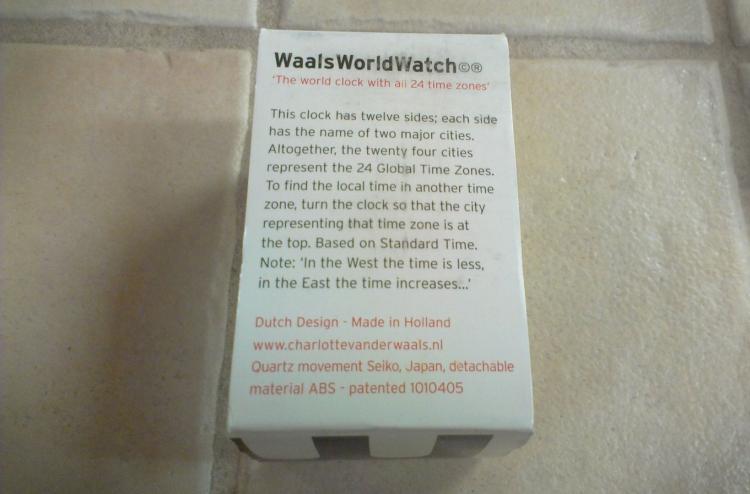 WaalsWorldWatch©®
'The world clock with all 24 time zones'
This clock has twelve sides; each side
has the name of two major cities.
Altogether, the twenty four cities
represent the 24 Global Time Zones.
To find the local time in another time
zone, turn the clock so that the city
representing that time zone is at
the top. Based on Standard Time.
Note: 'In the West the time is less,
in the East the time increases...'
Dutch Design - Made in Holland
www.charlottevanderwaals.nl
Quartz movement Seiko, Japan, detachable
material ABS - patented 1010405